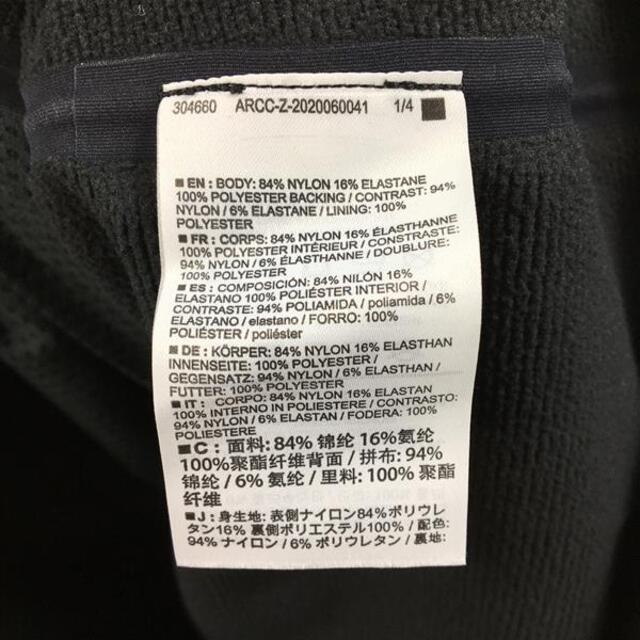 304660 ARCC-Z-2020060041 1/4
EN : BODY: 84% NYLON 16% ELASTANE
100% POLYESTER BACKING / CONTRAST: 94%
NYLON / 6% ELASTANE / LINING: 100%
POLYESTER
FR : CORPS: 84% NYLON 16% ÉLASTHANNE
100% POLYESTER INTÉRIEUR / CONTRASTE:
94% NYLON / 6% ÉLASTHANNE / DOUBLURE:
100% POLYESTER
ES : COMPOSICIÓN: 84% NILÓN 16%
ELASTANO 100% POLIÉSTER INTERIOR /
CONTRASTE: 94% POLIAMIDA / poliamida / 6%
ELASTANO / elastano / FORRO: 100%
POLIÉSTER / poliéster
DE : KÖRPER: 84% NYLON 16% ELASTHAN
INNENSEITE: 100% POLYESTER /
GEGENSATZ: 94% NYLON / 6% ELASTHAN /
FUTTER: 100% POLYESTER
IT : CORPO: 84% NYLON 16% ELASTAN
100% INTERNO IN POLIESTERE / CONTRASTO:
94% NYLON / 6% ELASTAN / FODERA: 100%
POLIESTERE
C : 面料: 84% 锦纶 16%氨纶
100%聚酯纤维背面 / 拼布: 94%
锦纶 / 6% 氨纶 / 里料: 100% 聚酯
纤维
J : 身生地: 表側ナイロン84%ポリウレ
タン16% 裏側ポリエステル100% / 配色:
94% ナイロン / 6% ポリウレタン / 裏地: